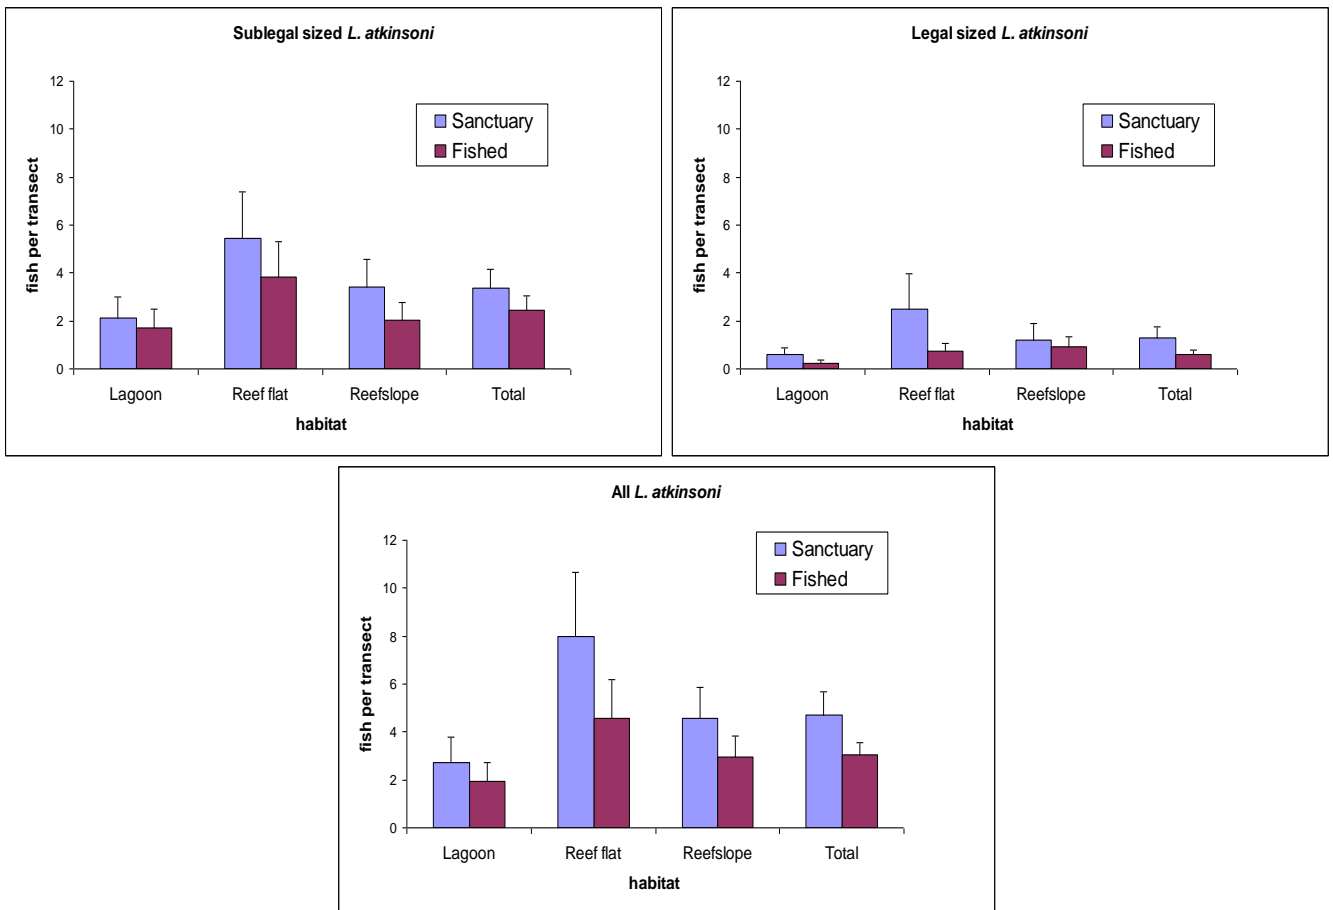 Sublegal sized L. atkinsoni
fish per transect
12
10
8
6
4
2
0
Sanctuary
Fished
Lagoon Reef flat Reefslope Total
habitat
Legal sized L. atkinsoni
fish per transect
12
10
8
6
4
2
0
Sanctuary
Fished
Lagoon Reef flat Reefslope Total
habitat
All L. atkinsoni
fish per transect
12
10
8
6
4
2
0
Sanctuary
Fished
Lagoon Reef flat Reefslope Total
habitat